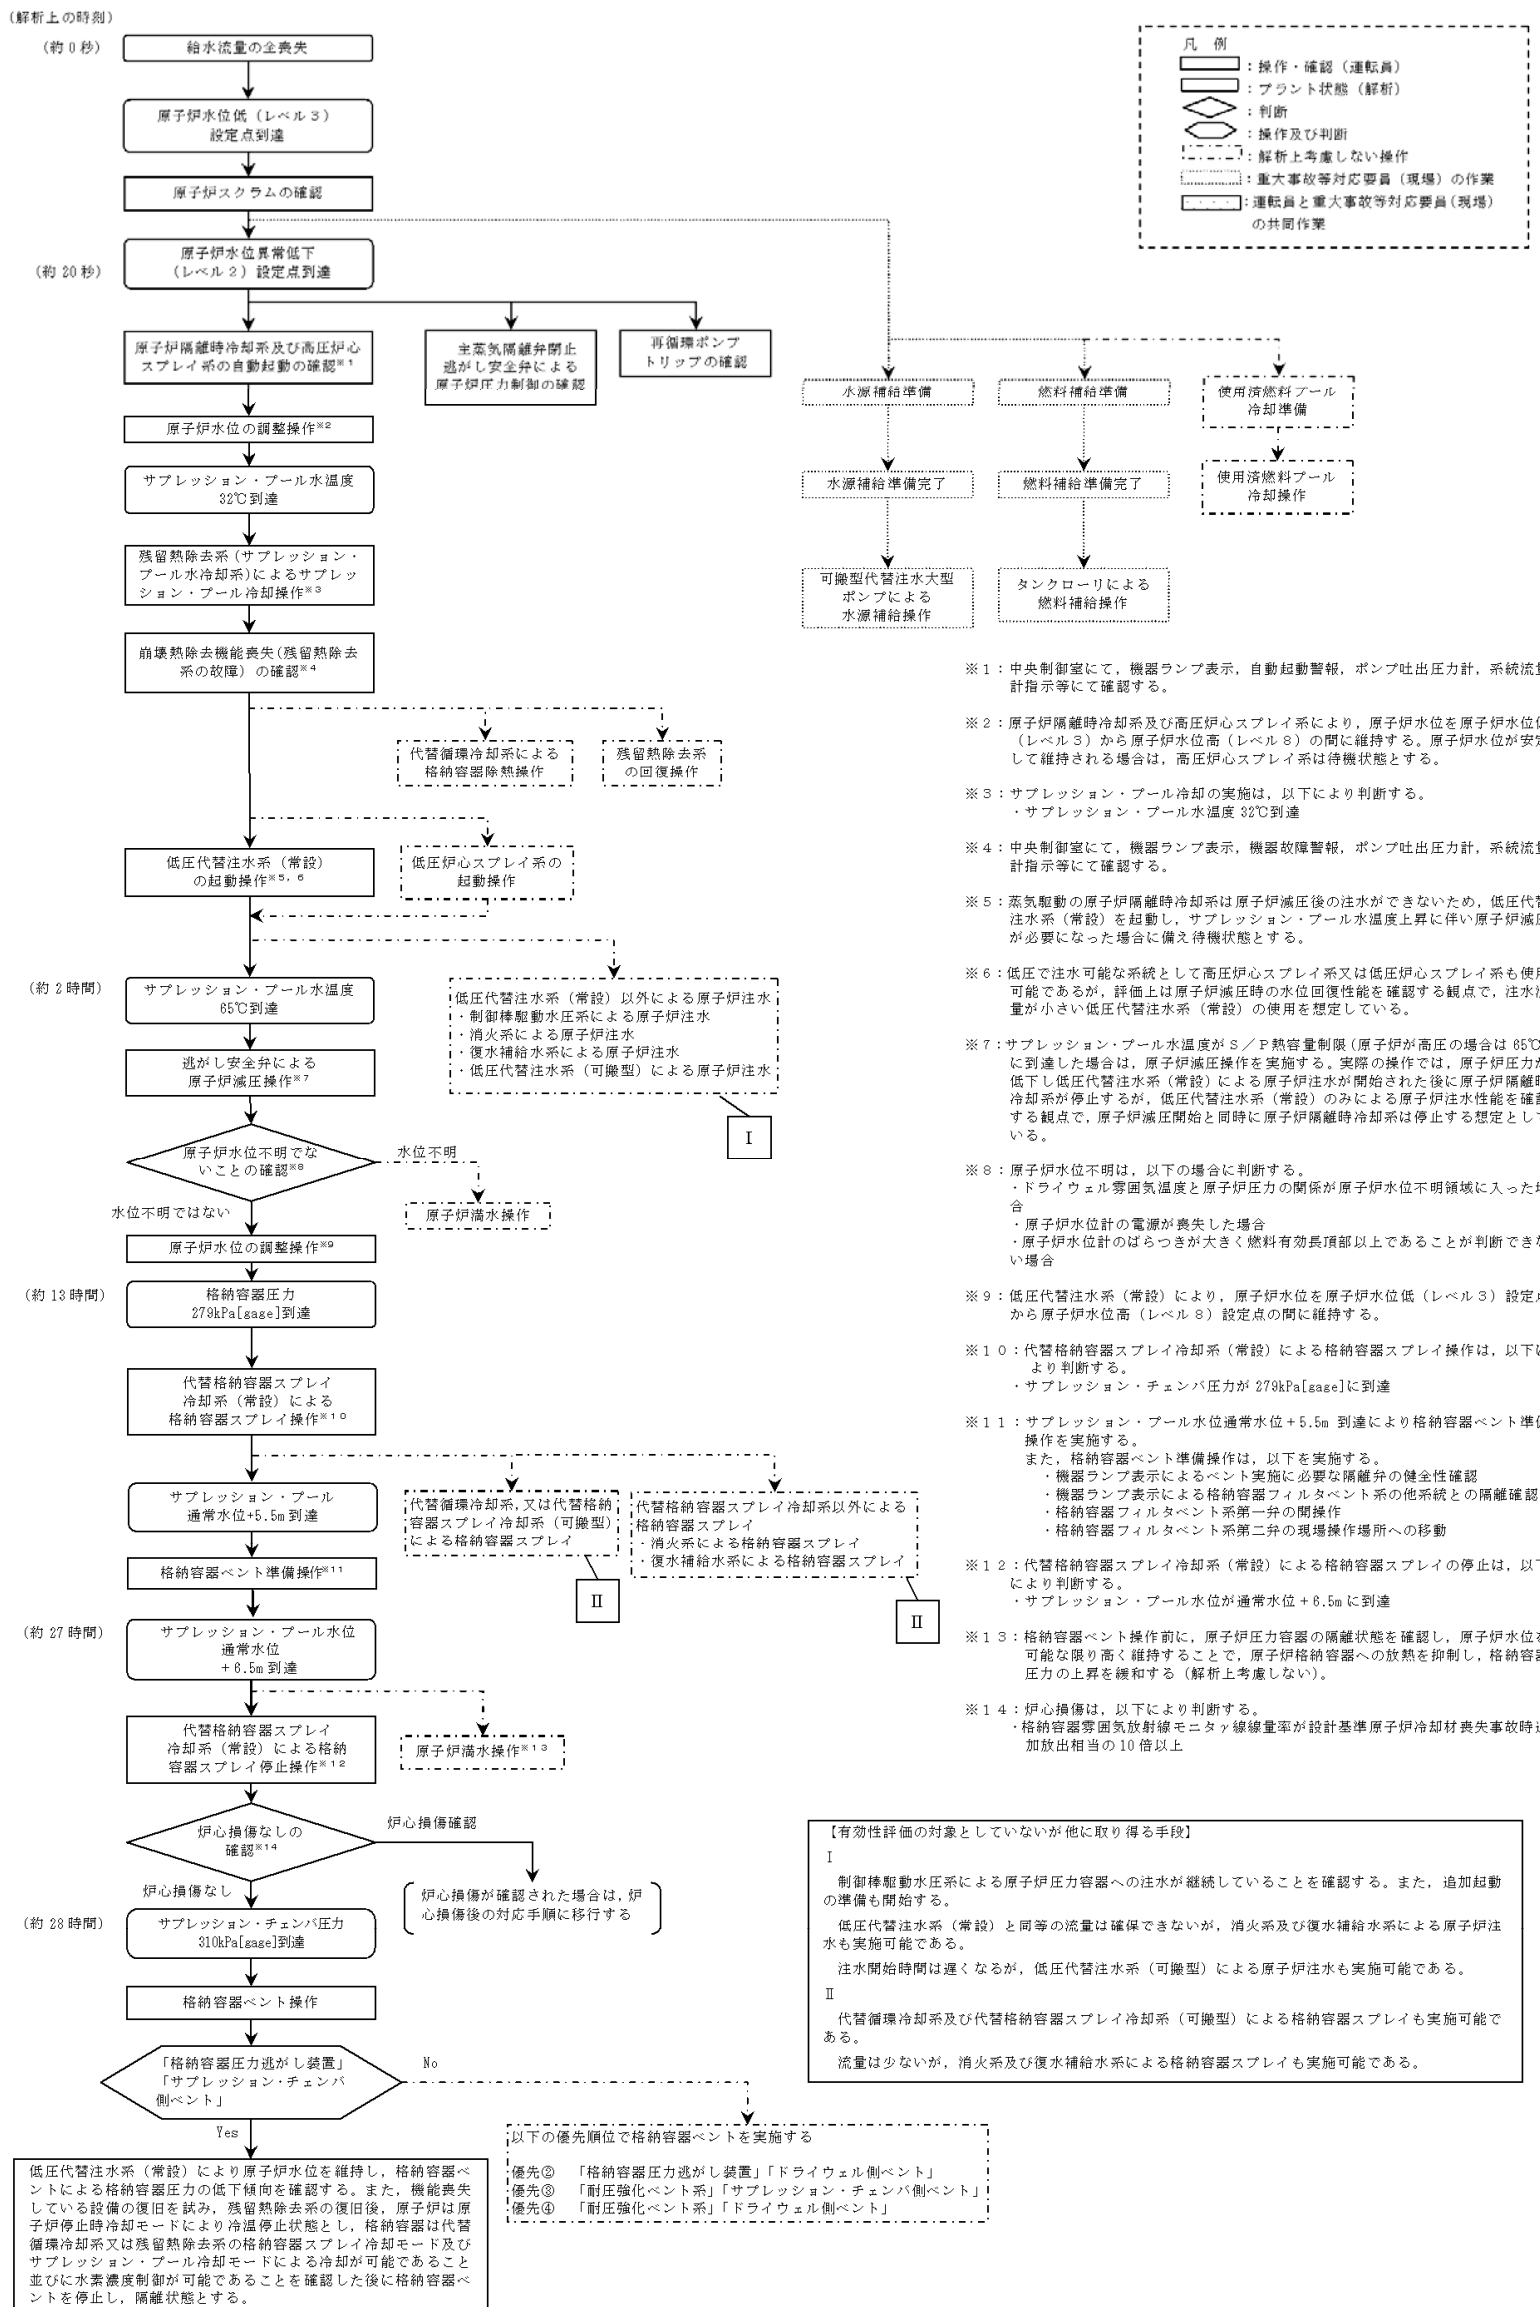 (解析上の時刻)
(約0秒)
給水流量の全喪失
原子炉水位低（レベル３）
設定点到達
原子炉スクラムの確認
(約20秒)
原子炉水位異常低下
（レベル２）設定点到達
原子炉隔離時冷却系及び高圧炉心
スプレイ系の自動起動の確認※１
主蒸気隔離弁閉止
逃がし安全弁による
原子炉圧力制御の確認
再循環ポンプ
トリップの確認
原子炉水位の調整操作※2
サプレッション・プール水温度
32℃到達
残留熱除去系（サプレッション・
プール水冷却系）によるサプレッ
ション・プール冷却操作※３
崩壊熱除去機能喪失(残留熱除去
系の故障）の確認※４
代替循環冷却系による
格納容器除熱操作
残留熱除去系
の回復操作
低圧代替注水系（常設）
の起動操作※５，６
低圧炉心スプレイ系の
起動操作
(約2時間)
サプレッション・プール水温度
65℃到達
低圧代替注水系（常設）以外による原子炉注水
・制御棒駆動水圧系による原子炉注水
・消火系による原子炉注水
・復水補給水系による原子炉注水
・低圧代替注水系（可搬型）による原子炉注水
Ⅰ
逃がし安全弁による
原子炉減圧操作※７
原子炉水位不明でな
いことの確認※8
水位不明
原子炉満水操作
水位不明ではない
原子炉水位の調整操作※9
(約13時間)
格納容器圧力
279kPa[gage]到達
代替格納容器スプレイ
冷却系（常設）による
格納容器スプレイ操作※１０
サプレッション・プール
通常水位+5.5m到達
代替循環冷却系，又は代替格納
容器スプレイ冷却系（可搬型）
による格納容器スプレイ
Ⅱ
代替格納容器スプレイ冷却系以外による
格納容器スプレイ
・消火系による格納容器スプレイ
・復水補給水系による格納容器スプレイ
Ⅱ
格納容器ベント準備操作※11
(約27時間)
サプレッション・プール水位
通常水位
＋6.5m到達
代替格納容器スプレイ
冷却系（常設）による格納
容器スプレイ停止操作※１２
原子炉満水操作※１３
炉心損傷なしの
確認※14
炉心損傷確認
炉心損傷が確認された場合は，炉
心損傷後の対応手順に移行する
炉心損傷なし
(約28時間)
サプレッション・チェンバ圧力
310kPa[gage]到達
格納容器ベント操作
「格納容器圧力逃がし装置」
「サプレッション・チェンバ
側ベント」
No
Yes
以下の優先順位で格納容器ベントを実施する
優先② 「格納容器圧力逃がし装置」「ドライウェル側ベント」
優先③ 「耐圧強化ベント系」「サプレッション・チェンバ側ベント」
優先④ 「耐圧強化ベント系」「ドライウェル側ベント」
低圧代替注水系（常設）により原子炉水位を維持し，格納容器ベ
ントによる格納容器圧力の低下傾向を確認する。また，機能喪失
している設備の復旧を試み，残留熱除去系の復旧後，原子炉は原
子炉停止時冷却モードにより冷温停止状態とし，格納容器は代替
循環冷却系又は残留熱除去系の格納容器スプレイ冷却モード及び
サプレッション・プール冷却モードによる冷却が可能であること
並びに水素濃度制御が可能であることを確認した後に格納容器ベ
ントを停止し，隔離状態とする。
凡 例
：操作・確認（運転員）
：プラント状態（解析）
：判断
：操作及び判断
：解析上考慮しない操作
：重大事故等対応要員（現場）の作業
：運転員と重大事故等対応要員(現場)
の共同作業
水源補給準備
燃料補給準備
使用済燃料プール
冷却準備
水源補給準備完了
燃料補給準備完了
使用済燃料プール
冷却操作
可搬型代替注水大型
ポンプによる
水源補給操作
タンクローリによる
燃料補給操作
※１：中央制御室にて，機器ランプ表示，自動起動警報，ポンプ吐出圧力計，系統流量
計指示等にて確認する。
※２：原子炉隔離時冷却系及び高圧炉心スプレイ系により，原子炉水位を原子炉水位低
（レベル３）から原子炉水位高（レベル８）の間に維持する。原子炉水位が安定
して維持される場合は，高圧炉心スプレイ系は待機状態とする。
※３：サプレッション・プール冷却の実施は，以下により判断する。
・サプレッション・プール水温度 32℃到達
※４：中央制御室にて，機器ランプ表示，機器故障警報，ポンプ吐出圧力計，系統流量
計指示等にて確認する。
※５：蒸気駆動の原子炉隔離時冷却系は原子炉減圧後の注水ができないため，低圧代替
注水系（常設）を起動し，サプレッション・プール水温度上昇に伴い原子炉減圧
が必要になった場合に備え待機状態とする。
※６：低圧で注水可能な系統として高圧炉心スプレイ系又は低圧炉心スプレイ系も使用
可能であるが，評価上は原子炉減圧時の水位回復性能を確認する観点で，注水流
量が小さい低圧代替注水系（常設）の使用を想定している。
※７：サプレッション・プール水温度がＳ／Ｐ熱容量制限(原子炉が高圧の場合は 65℃
に到達した場合は，原子炉減圧操作を実施する。実際の操作では，原子炉圧力が
低下し低圧代替注水系（常設）による原子炉注水が開始された後に原子炉隔離時
冷却系が停止するが，低圧代替注水系（常設）のみによる原子炉注水性能を確認
する観点で，原子炉減圧開始と同時に原子炉隔離時冷却系は停止する想定として
いる。
※８：原子炉水位不明は，以下の場合に判断する。
・ドライウェル雰囲気温度と原子炉圧力の関係が原子炉水位不明領域に入った場
合
・原子炉水位計の電源が喪失した場合
・原子炉水位計のばらつきが大きく燃料有効長頂部以上であることが判断できな
い場合
※９：低圧代替注水系（常設）により，原子炉水位を原子炉水位低（レベル３）設定点
から原子炉水位高（レベル８）設定点の間に維持する。
※１０：代替格納容器スプレイ冷却系（常設）による格納容器スプレイ操作は，以下に
より判断する。
・サプレッション・チェンバ圧力が 279kPa[gage]に到達
※１１：サプレッション・プール水位通常水位＋5.5m 到達により格納容器ベント準備
操作を実施する。
また，格納容器ベント準備操作は，以下を実施する。
・機器ランプ表示によるベント実施に必要な隔離弁の健全性確認
・機器ランプ表示による格納容器フィルタベント系の他系統との隔離確認
・格納容器フィルタベント系第一弁の開操作
・格納容器フィルタベント系第二弁の現場操作場所への移動
※１２：代替格納容器スプレイ冷却系（常設）による格納容器スプレイの停止は，以下
により判断する。
・サプレッション・プール水位が通常水位＋6.5mに到達
※１３：格納容器ベント操作前に，原子炉圧力容器の隔離状態を確認し，原子炉水位を
可能な限り高く維持することで，原子炉格納容器への放熱を抑制し，格納容器
圧力の上昇を緩和する（解析上考慮しない）。
※１４：炉心損傷は，以下により判断する。
・格納容器雰囲気放射線モニタγ線線量率が設計基準原子炉冷却材喪失事故時追
加放出相当の10倍以上
【有効性評価の対象としていないが他に取り得る手段】
Ⅰ
制御棒駆動水圧系による原子炉圧力容器への注水が継続していることを確認する。また，追加起動
の準備も開始する。
低圧代替注水系（常設）と同等の流量は確保できないが，消火系及び復水補給水系による原子炉注
水も実施可能である。
注水開始時間は遅くなるが，低圧代替注水系（可搬型）による原子炉注水も実施可能である。
Ⅱ
代替循環冷却系及び代替格納容器スプレイ冷却系（可搬型）による格納容器スプレイも実施可能で
ある。
流量は少ないが，消火系及び復水補給水系による格納容器スプレイも実施可能である。